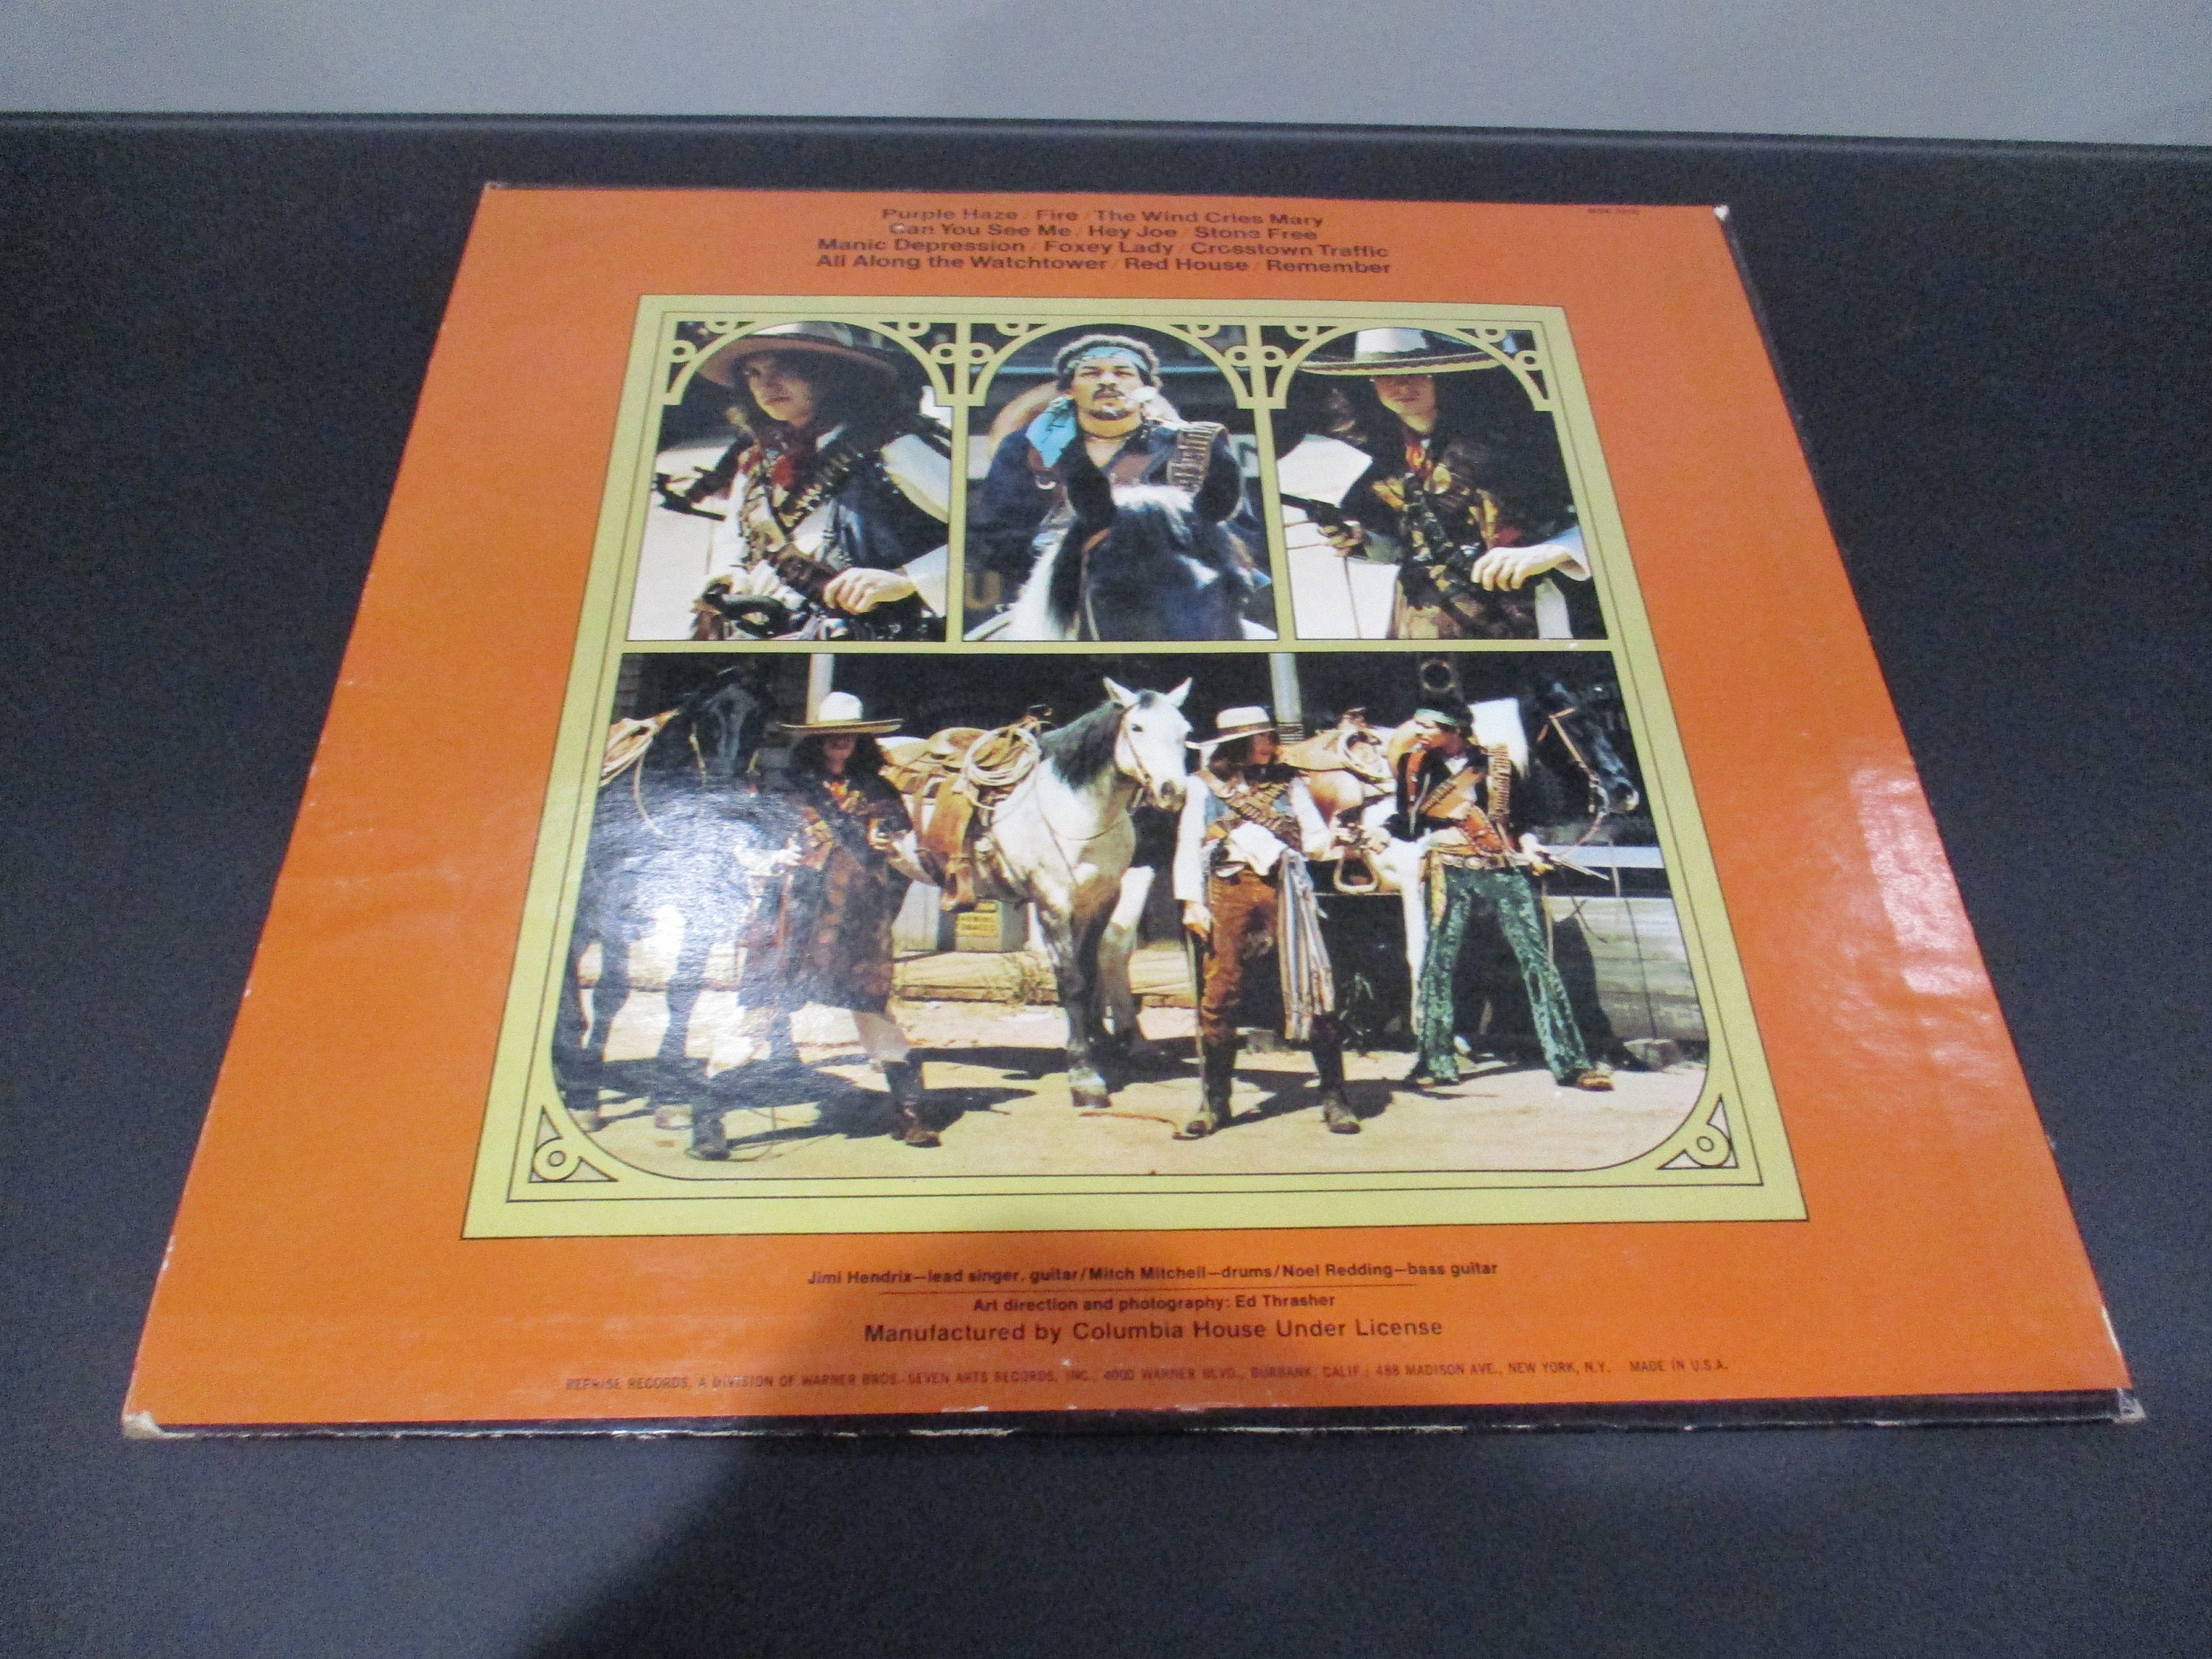 Purple Haze / Fire / The Wind Cries Mary
Can You See Me / Hey Joe / Stone Free
Manic Depression / Foxey Lady / Crosstown Traffic
All Along the Watchtower / Red House / Remember
Jimi Hendrix—lead singer, guitar/Mitch Mitchell—drums/Noel Redding—bass guitar
Art direction and photography: Ed Thrasher
Manufactured by Columbia House Under License
REPRISE RECORDS, A DIVISION OF WARNER BROS.-SEVEN ARTS RECORDS, INC., 4000 WARNER BLVD., BURBANK, CALIF.; 488 MADISON AVE., NEW YORK, N.Y. MADE IN U.S.A.